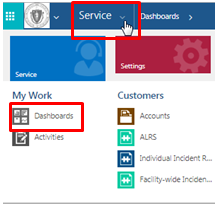 Service Dashboards
Service Settings
My Work Customers
Dashboards Accounts
Activities ALRS
Individual Incident R...
Facility-wide Inciden...